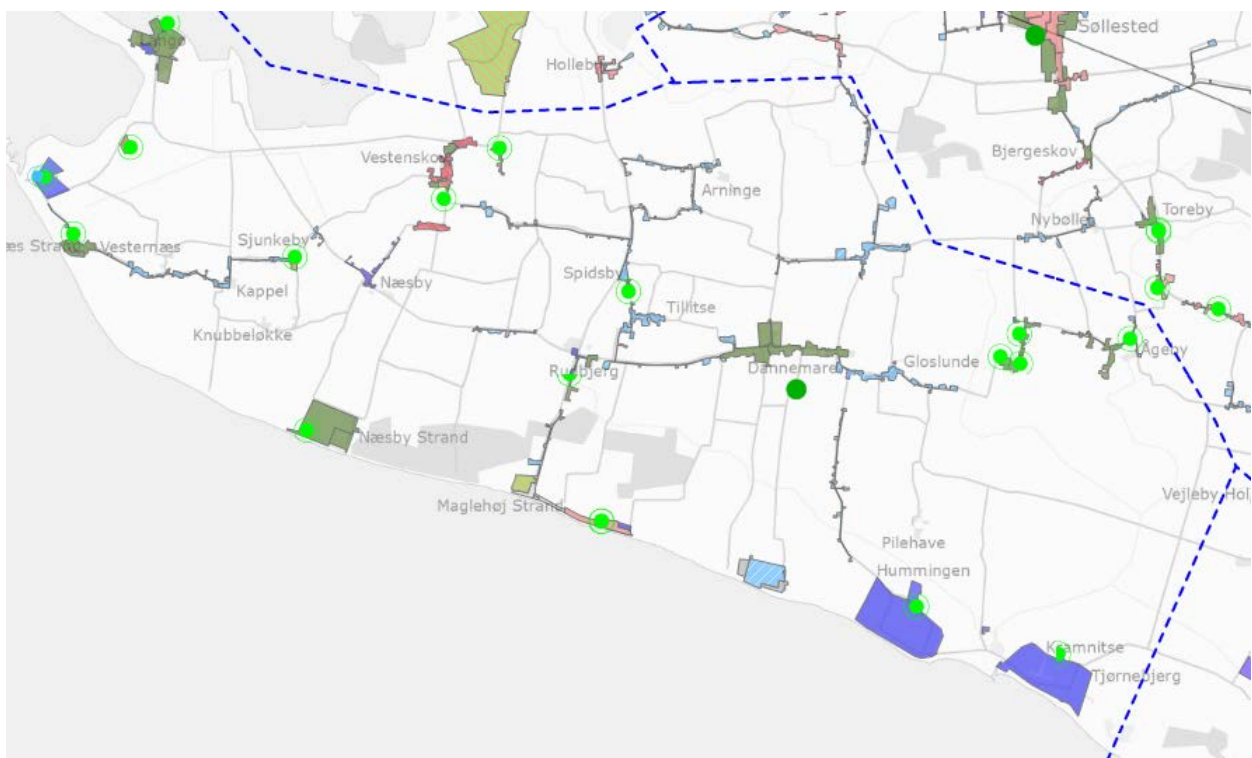 Søllested
Holleby
Bjergeskov
Vestenskov
Arninge
Toreby
Nybølle
Sjunkeby
Vesternæs
Spidsby
Næsby
Kappel
Tillitse
Knubbeløkke
Ågeby
Gloslunde
Rudbjerg
Dannemare
Næsby Strand
Maglehøj Strand
Vejleby Hol
Pilehave
Hummingen
Kramnitse
Tjørnebjerg